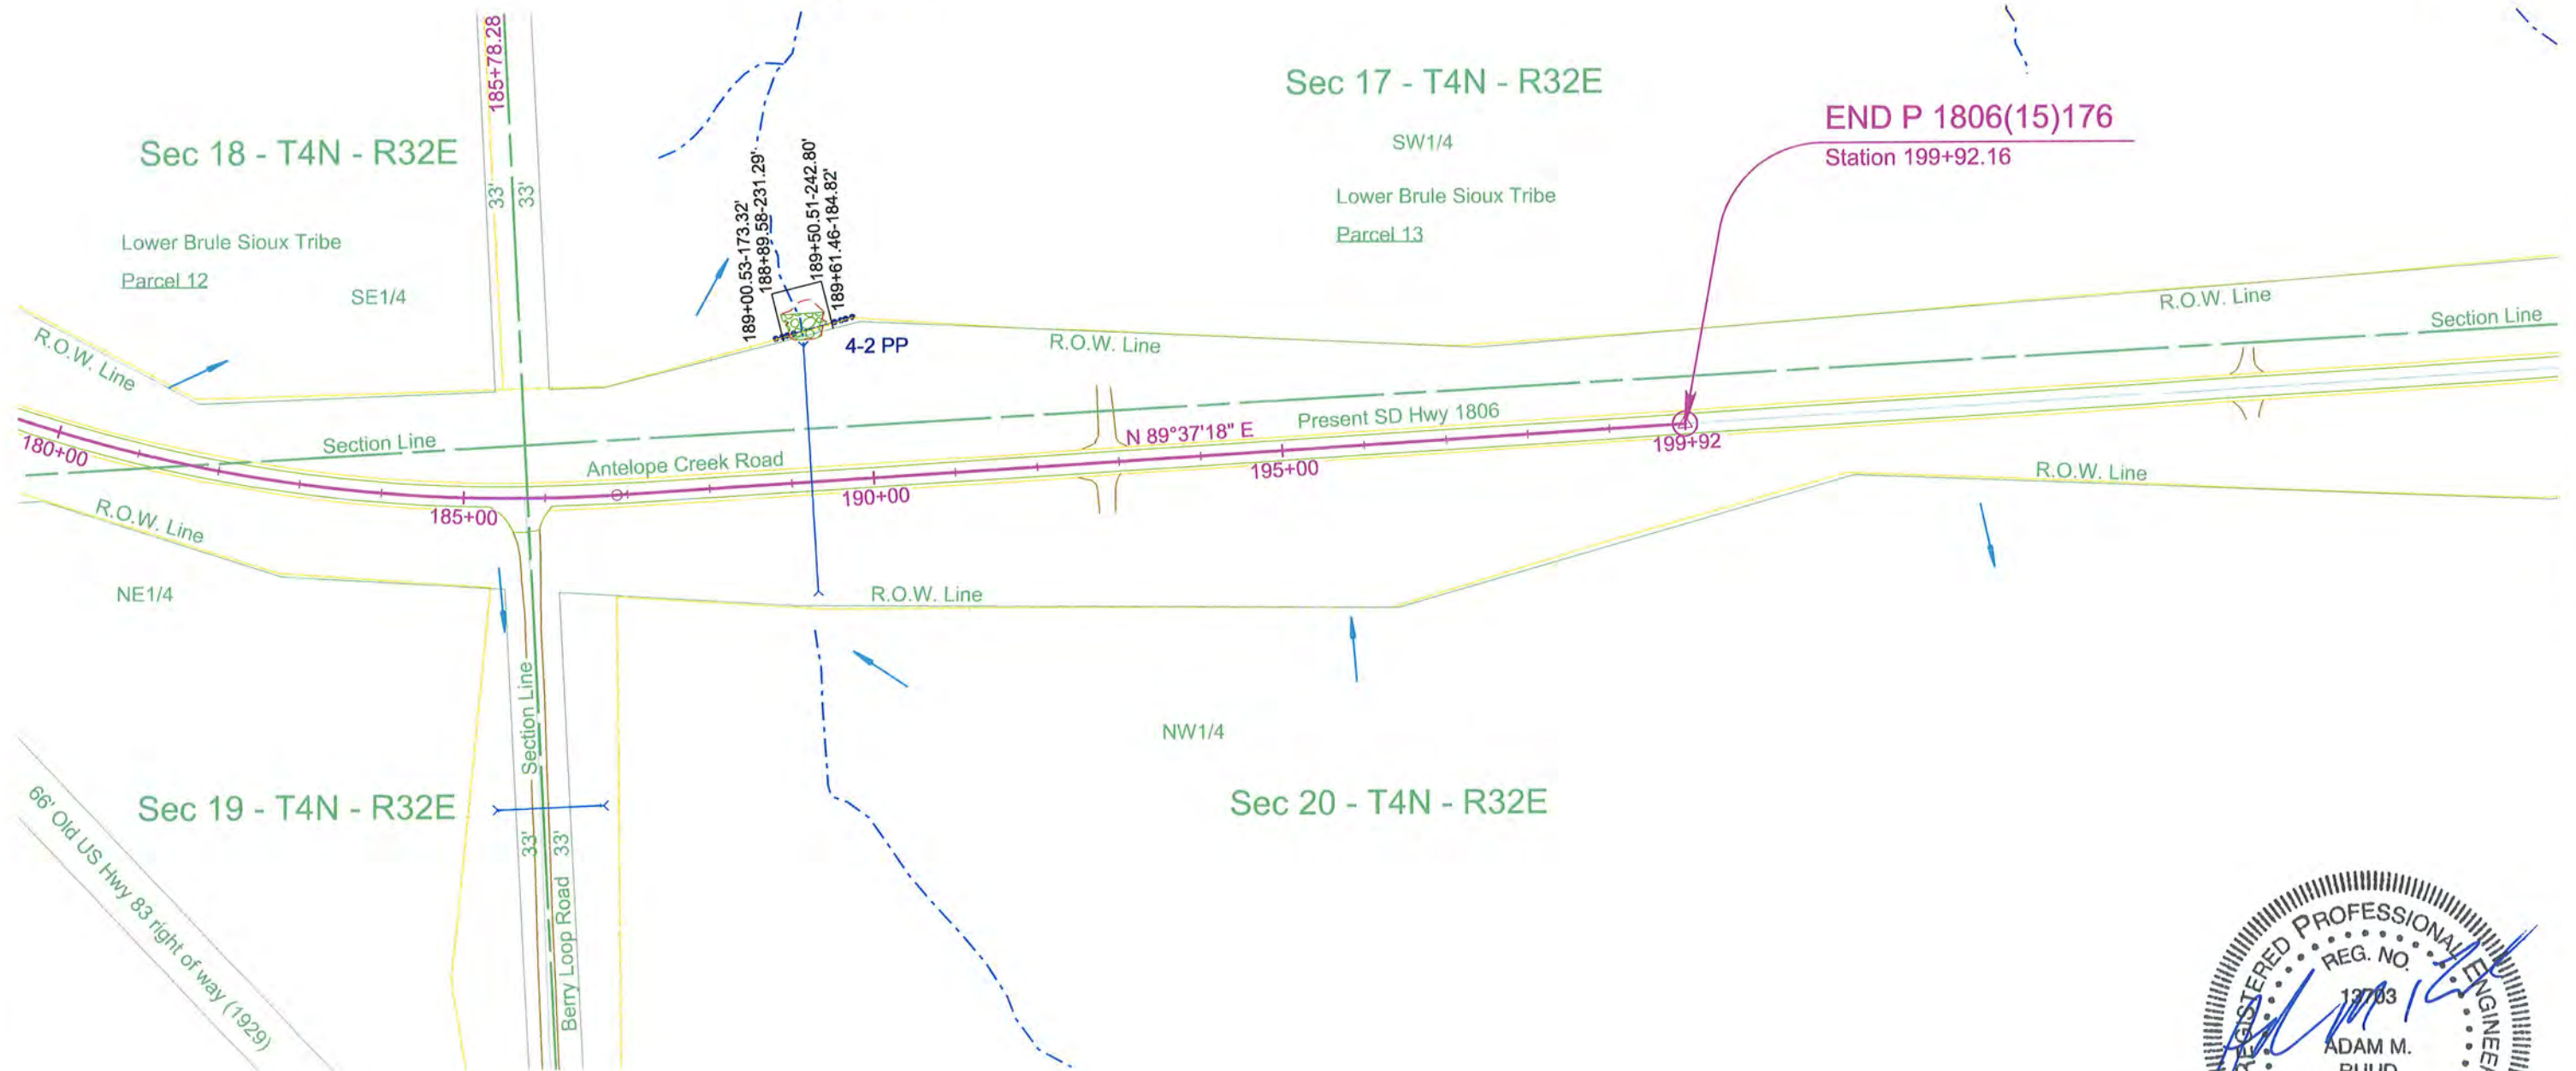 185+78.28
Sec 17 - T4N - R32E
SW1/4
Lower Brule Sioux Tribe
Parcel 13
END P 1806(15)176
Station 199+92.16
Sec 18 - T4N - R32E
33'
33'
Lower Brule Sioux Tribe
Parcel 12
SE1/4
189+00.53-173.32'
188+89.58-231.29'
189+50.51-242.80'
189+61.46-184.82'
4-2 PP
R.O.W. Line
R.O.W. Line
R.O.W. Line
Section Line
180+00
Section Line
Antelope Creek Road
N 89°37'18" E
Present SD Hwy 1806
199+92
195+00
190+00
185+00
R.O.W. Line
R.O.W. Line
R.O.W. Line
NE1/4
Section Line
NW1/4
Sec 19 - T4N - R32E
Sec 20 - T4N - R32E
33'
33'
66' Old US Hwy 83 right of way (1929)
Berry Loop Road
REGISTERED PROFESSIONAL ENGINEER
REG. NO.
13703
ADAM M.